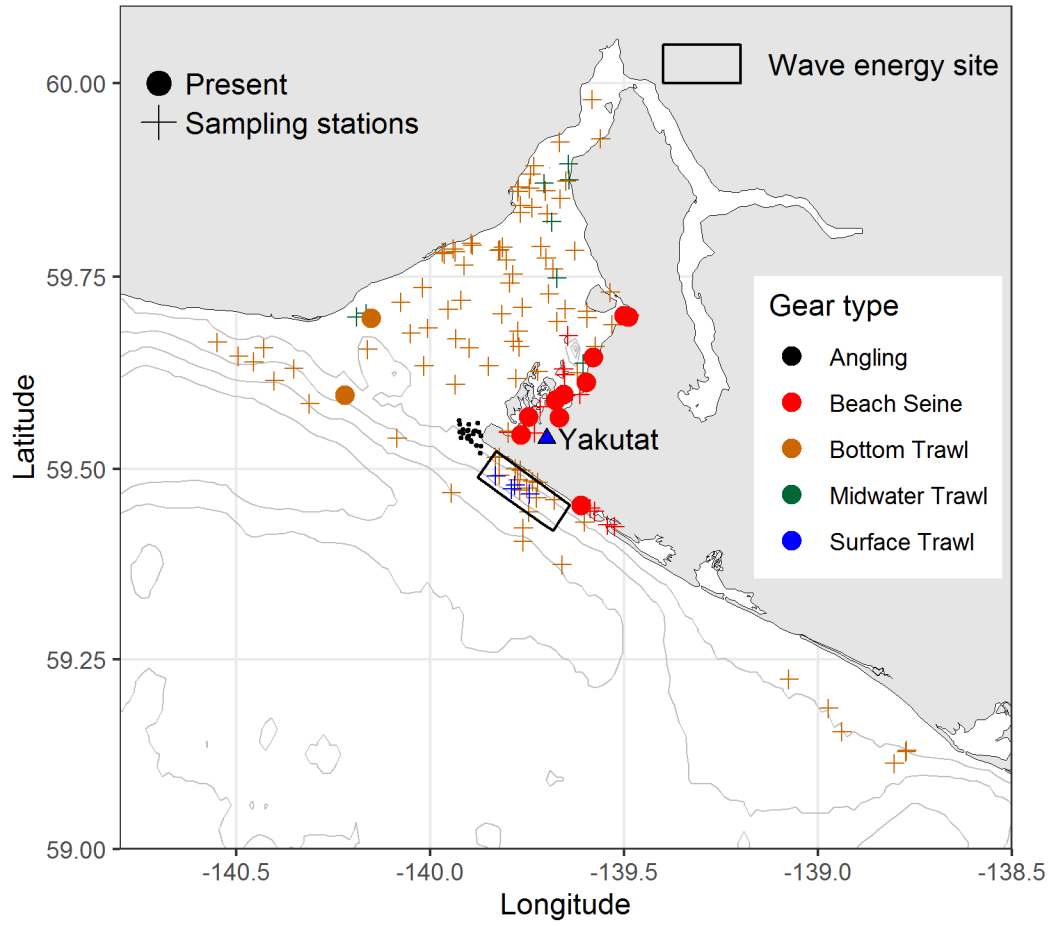 Present
Sampling stations
Wave energy site
60.00
59.75
59.50
59.25
59.00
Latitude
Yakutat
Gear type
Angling
Beach Seine
Bottom Trawl
Midwater Trawl
Surface Trawl
-140.5
-140.0
-139.5
-139.0
-138.5
Longitude